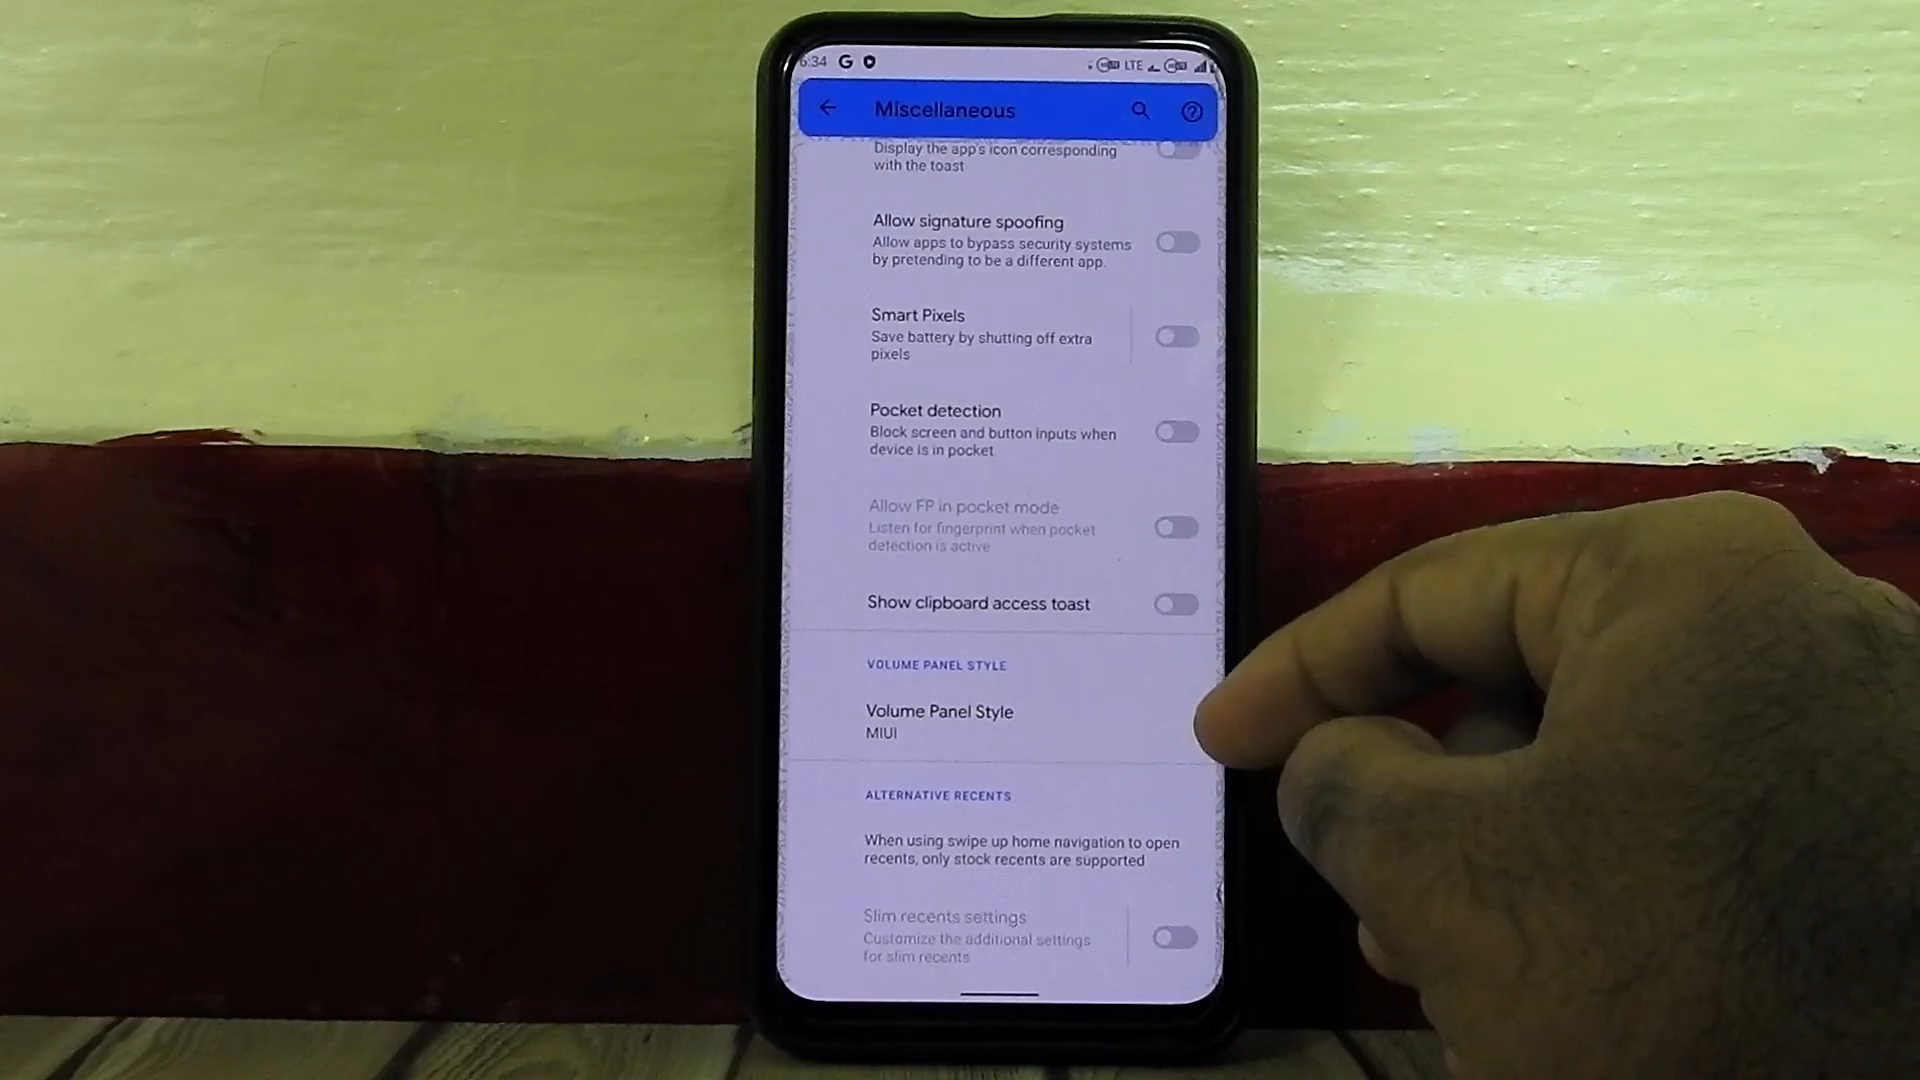 6:34 G LTE
Miscellaneous
Display the app's icon corresponding
with the toast
Allow signature spoofing
Allow apps to bypass security systems
by pretending to be a different app.
Smart Pixels
Save battery by shutting off extra
pixels
Pocket detection
Block screen and button inputs when
device is in pocket
Allow FP in pocket mode
Listen for fingerprint when pocket
detection is active
Show clipboard access toast
VOLUME PANEL STYLE
Volume Panel Style
MIUI
ALTERNATIVE RECENTS
When using swipe up home navigation to open
recents, only stock recents are supported
Slim recents settings
Customize the additional settings
for slim recents